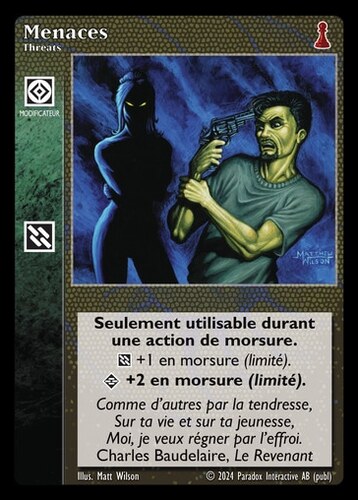 Menaces
Threats
MODIFICATEUR
MATTHEW
WILSON
Seulement utilisable durant
une action de morsure.
+1 en morsure (limité).
+2 en morsure (limité).
Comme d'autres par la tendresse,
Sur ta vie et sur ta jeunesse,
Moi, je veux régner par l'effroi.
Charles Baudelaire, Le Revenant
Illus. Matt Wilson
© 2024 Paradox Interactive AB (publ)